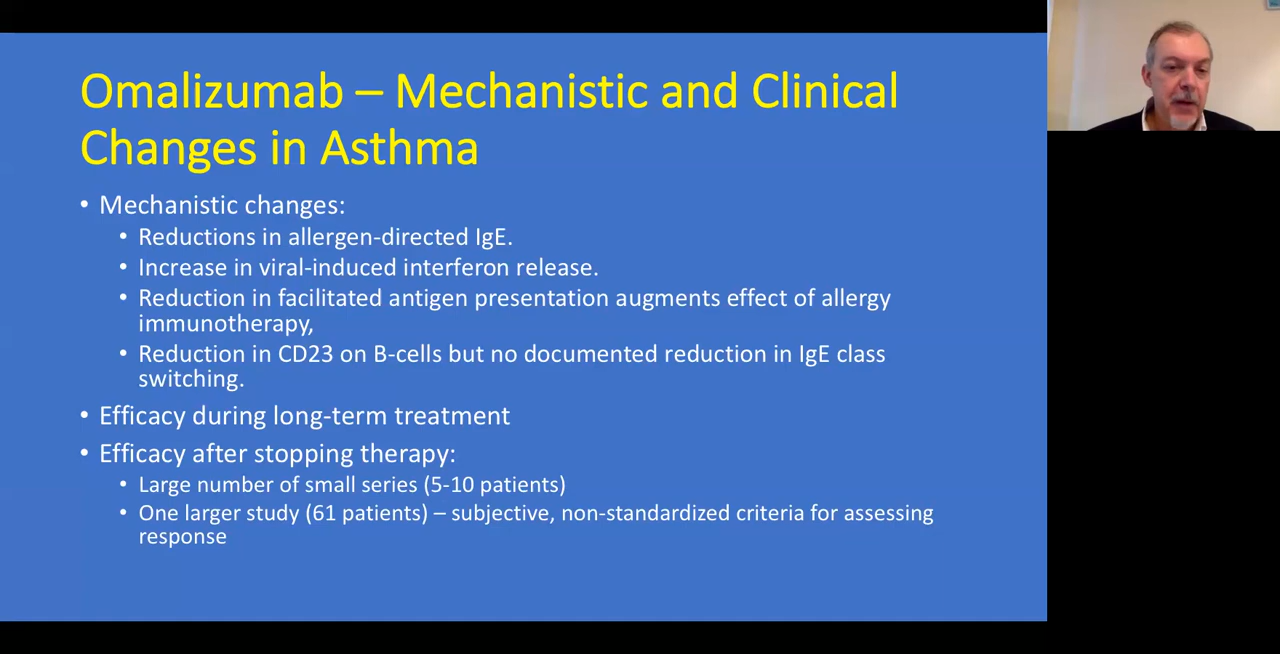 Omalizumab – Mechanistic and Clinical
Changes in Asthma
• Mechanistic changes:
• Reductions in allergen-directed IgE.
• Increase in viral-induced interferon release.
• Reduction in facilitated antigen presentation augments effect of allergy
immunotherapy,
• Reduction in CD23 on B-cells but no documented reduction in IgE class
switching.
• Efficacy during long-term treatment
• Efficacy after stopping therapy:
• Large number of small series (5-10 patients)
• One larger study (61 patients) – subjective, non-standardized criteria for assessing
response